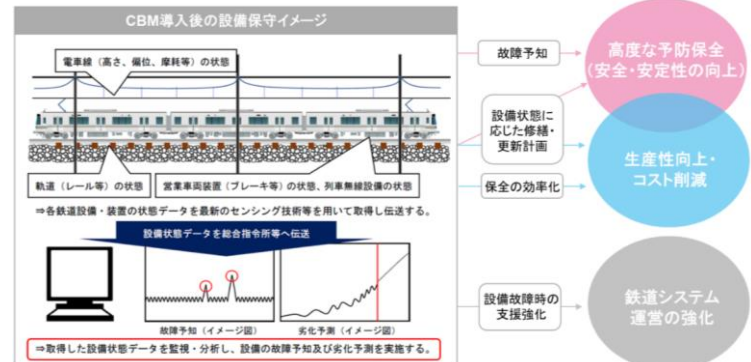 CBM導入後の設備保守イメージ
電車線（高さ、偏位、摩耗等）の状態
軌道（レール等）の状態
営業車両装置（ブレーキ等）の状態、列車無線設備の状態
⇒各鉄道設備・装置の状態データを最新のセンシング技術等を用いて取得し伝送する。
設備状態データを総合指令所等へ伝送
故障予知（イメージ図）
劣化予測（イメージ図）
⇒取得した設備状態データを監視・分析し、設備の故障予知及び劣化予測を実施する。
故障予知
設備状態に
応じた修繕・
更新計画
保全の効率化
設備故障時の
支援強化
高度な予防保全
（安全・安定性の向上）
生産性向上・
コスト削減
鉄道システム
運営の強化